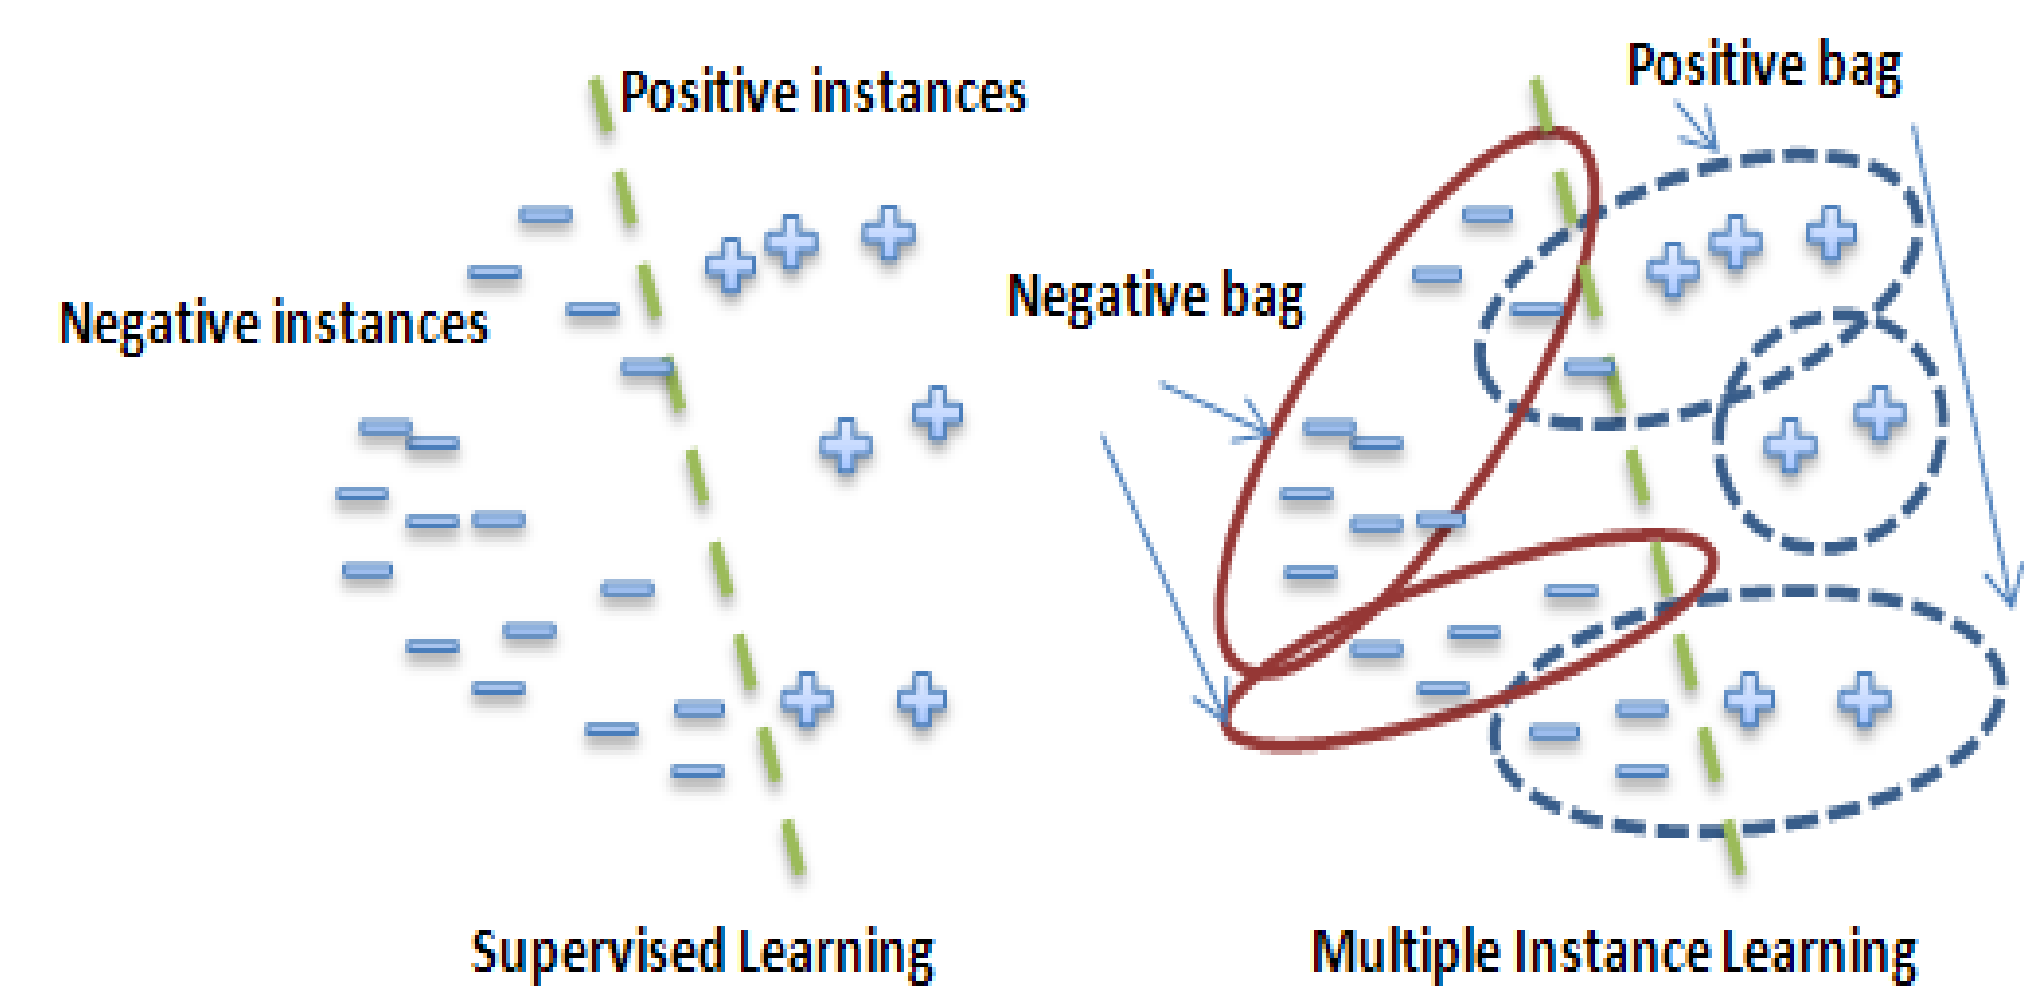 Positive instances
Negative instances
Supervised Learning
Positive bag
Negative bag
Multiple Instance Learning